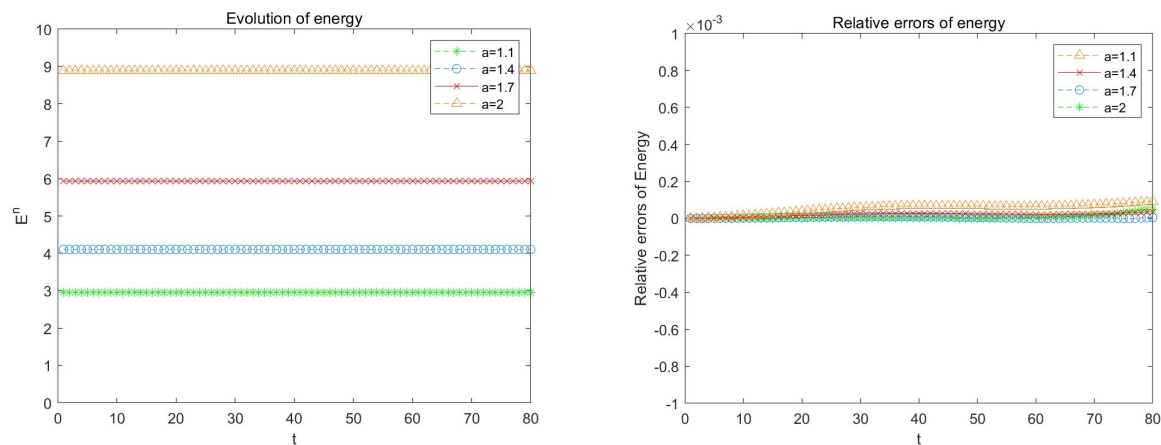 Evolution of energy
10
9
8
7
6
5
4
3
2
1
0
E^n
0 10 20 30 40 50 60 70 80
t
a=1.1
a=1.4
a=1.7
a=2
Relative errors of energy
×10^-3
1
0.8
0.6
0.4
0.2
0
-0.2
-0.4
-0.6
-0.8
-1
Relative errors of Energy
0 10 20 30 40 50 60 70 80
t
a=1.1
a=1.4
a=1.7
a=2